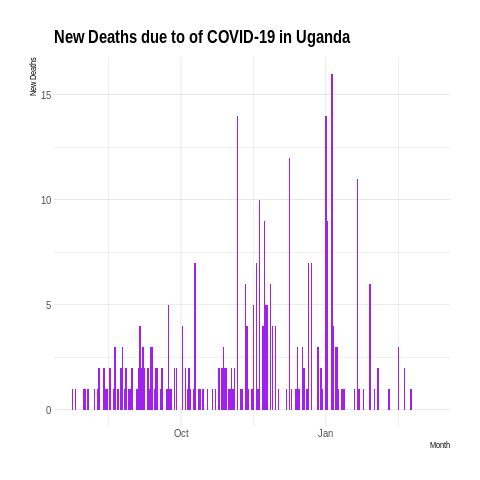 New Deaths due to of COVID-19 in Uganda
New Deaths
15
10
5
0
Oct
Jan
Month